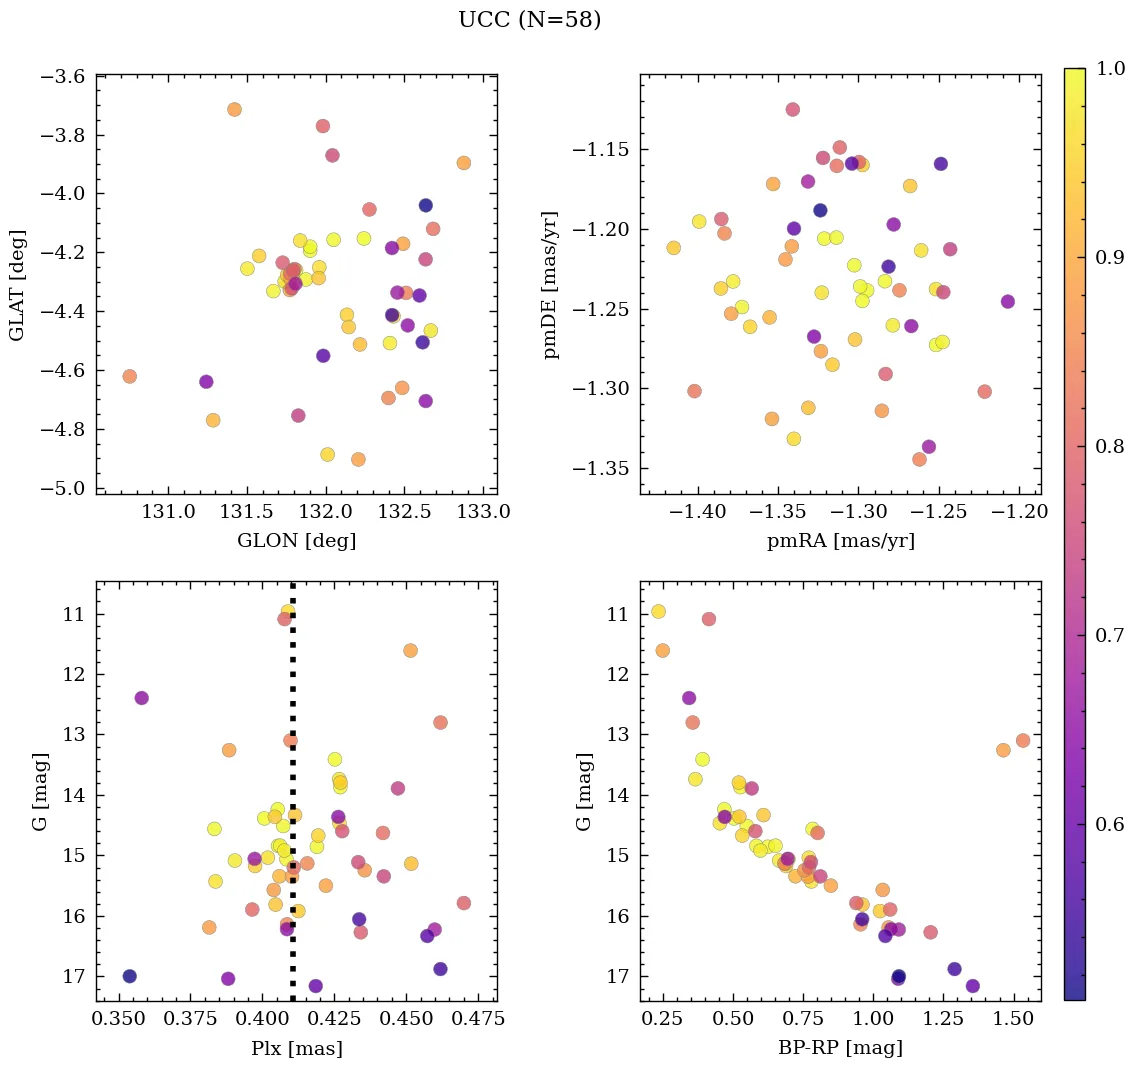 UCC (N=58)
−3.6
−3.8
−4.0
−4.2
−4.4
−4.6
−4.8
−5.0
GLAT [deg]
131.0 131.5 132.0 132.5 133.0
GLON [deg]
−1.15
−1.20
−1.25
−1.30
−1.35
pmDE [mas/yr]
−1.40 −1.35 −1.30 −1.25 −1.20
pmRA [mas/yr]
11
12
13
14
15
16
17
G [mag]
0.350 0.375 0.400 0.425 0.450 0.475
Plx [mas]
11
12
13
14
15
16
17
G [mag]
0.25 0.50 0.75 1.00 1.25 1.50
BP-RP [mag]
1.0
0.9
0.8
0.7
0.6